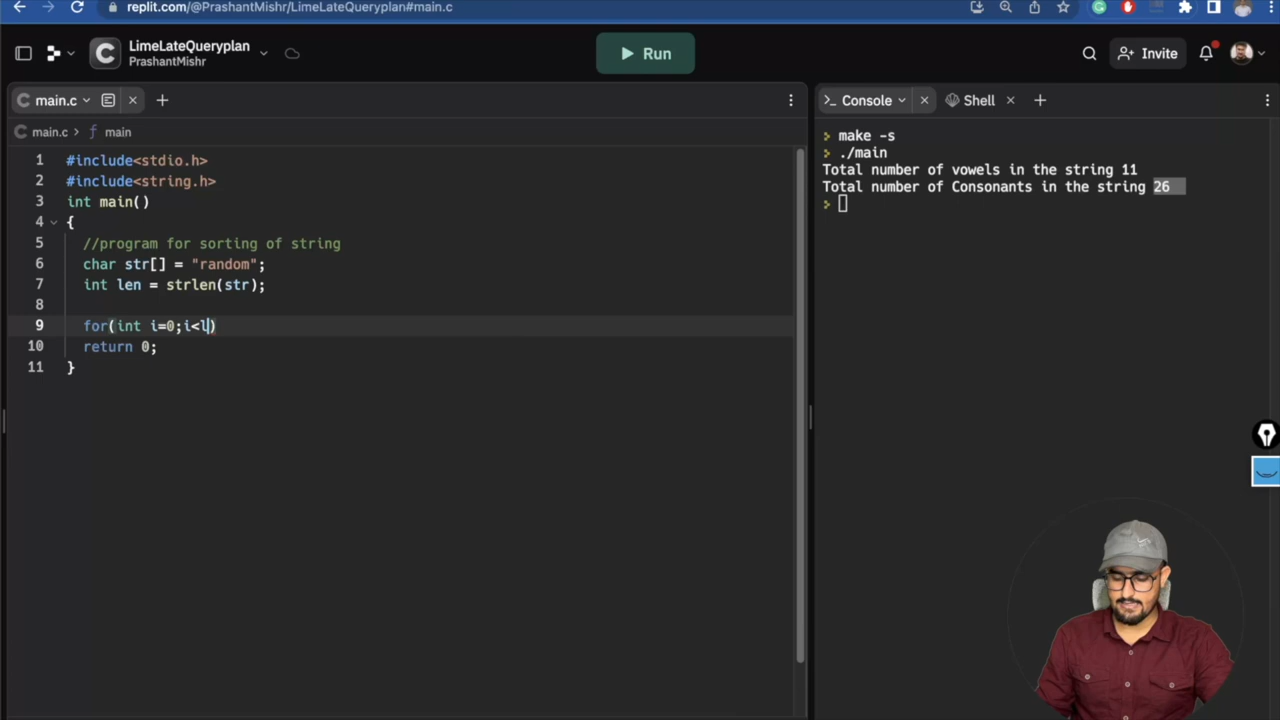 replit.com/@PrashantMishr/LimeLateQueryplan#main.c
LimeLateQueryplan
PrashantMishr
Run
Invite
main.c
Console
Shell
main.c > f main
1 #include<stdio.h>
2 #include<string.h>
3 int main()
4 {
5 //program for sorting of string
6 char str[] = "random";
7 int len = strlen(str);
8
9 for(int i=0;i<l)
10 return 0;
11 }
make -s
./main
Total number of vowels in the string 11
Total number of Consonants in the string 26